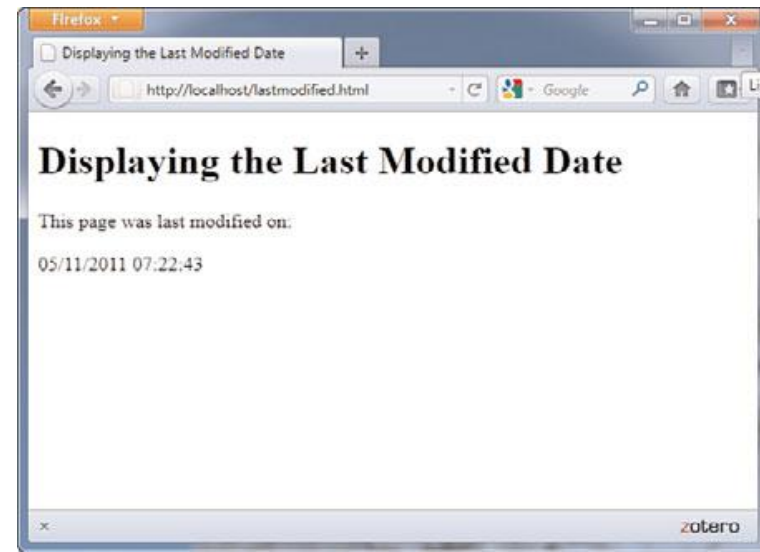 Firefox
Displaying the Last Modified Date
http://localhost/lastmodified.html
Google
Li
Displaying the Last Modified Date
This page was last modified on:
05/11/2011 07:22:43
zotero